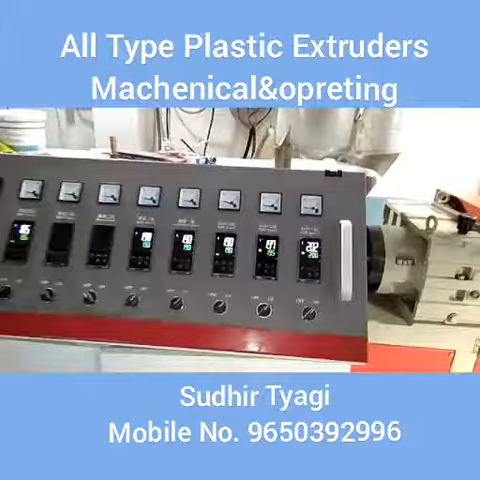 All Type Plastic Extruders
Machenical&opreting
Sudhir Tyagi
Mobile No. 9650392996